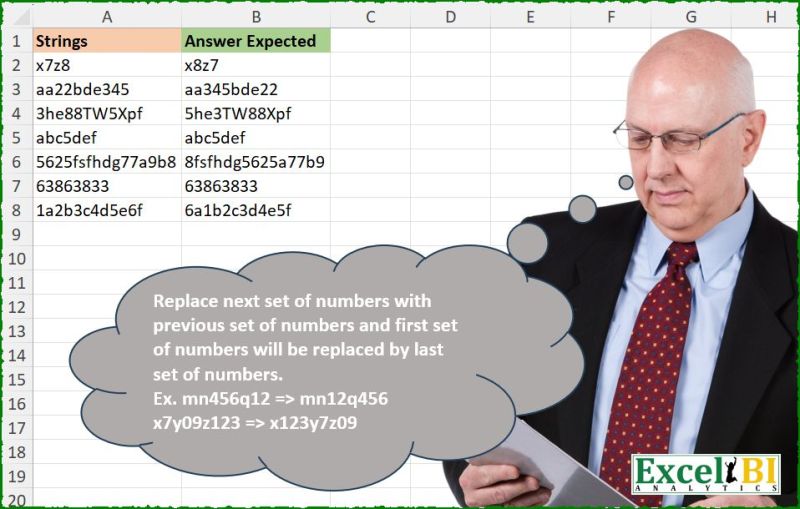 A B C D E F G H
1 Strings Answer Expected
2 x7z8 x8z7
3 aa22bde345 aa345bde22
4 3he88TW5Xpf 5he3TW88Xpf
5 abc5def abc5def
6 5625fsfhdg77a9b8 8fsfhdg5625a77b9
7 63863833 63863833
8 1a2b3c4d5e6f 6a1b2c3d4e5f
9
10
11
12
13
14
15
16
17
18
19
20
Replace next set of numbers with
previous set of numbers and first set
of numbers will be replaced by last
set of numbers.
Ex. mn456q12 => mn12q456
x7y09z123 => x123y7z09
Excel BI
ANALYTICS